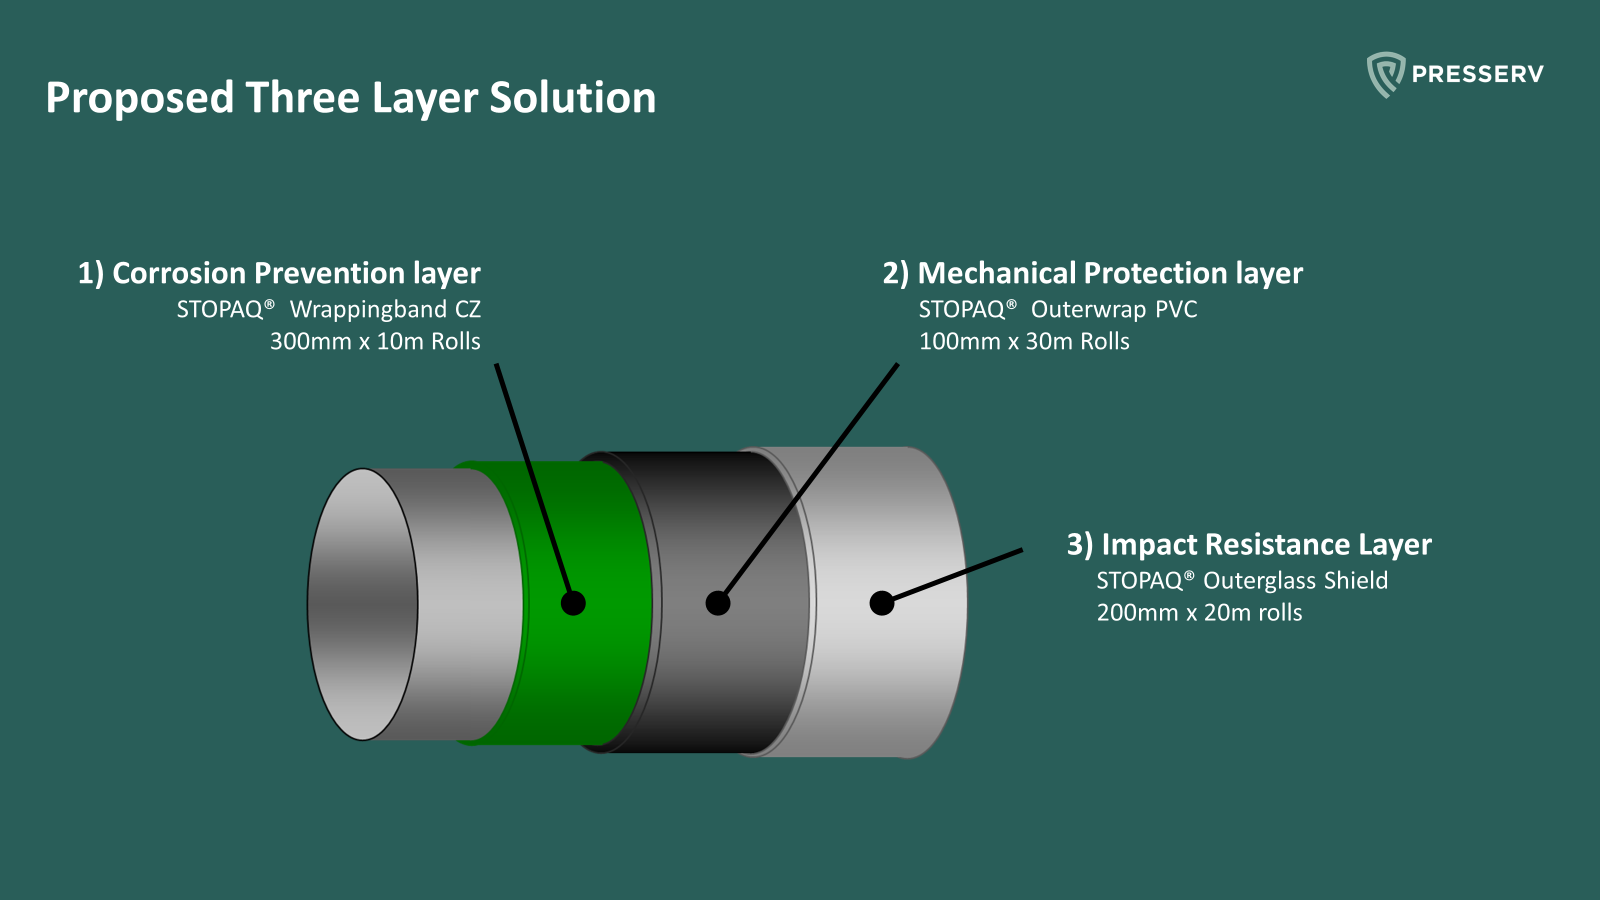 Proposed Three Layer Solution
PRESSERV
1) Corrosion Prevention layer
STOPAQ® Wrappingband CZ
300mm x 10m Rolls
2) Mechanical Protection layer
STOPAQ® Outerwrap PVC
100mm x 30m Rolls
3) Impact Resistance Layer
STOPAQ® Outerglass Shield
200mm x 20m rolls